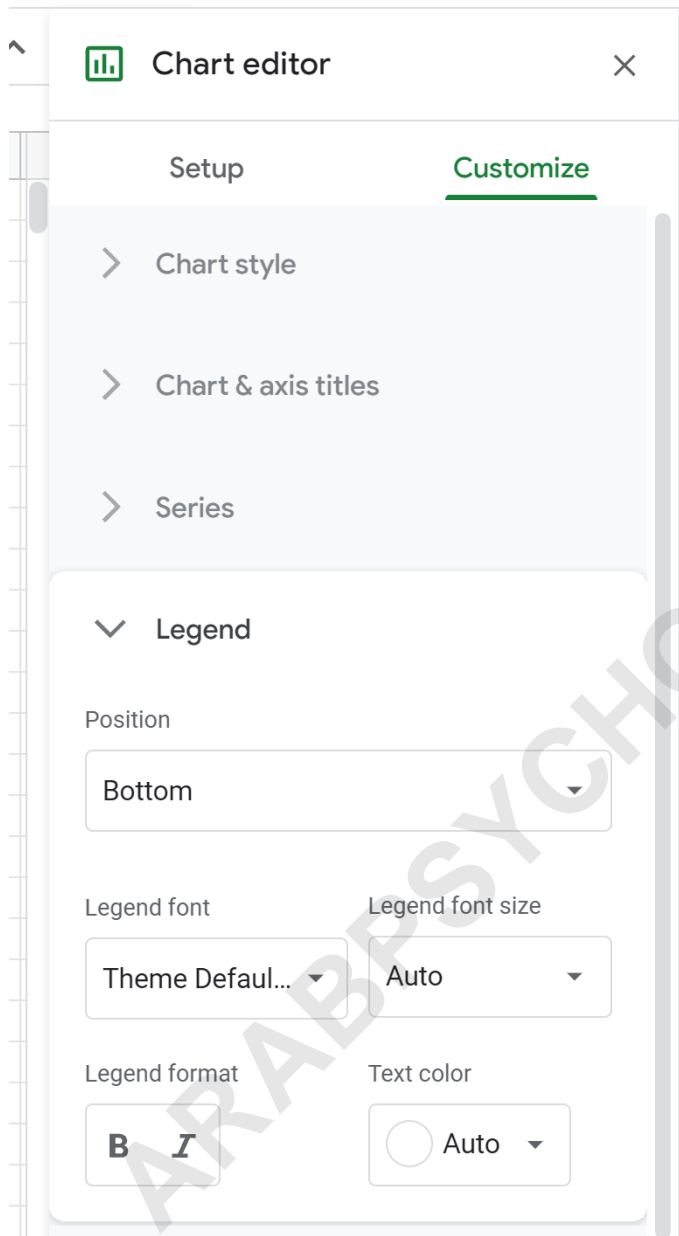 Chart editor
Setup Customize
Chart style
Chart & axis titles
Series
Legend
Position
Bottom
Legend font Legend font size
Theme Defaul... Auto
Legend format Text color
B I Auto
ARABPSYCHO